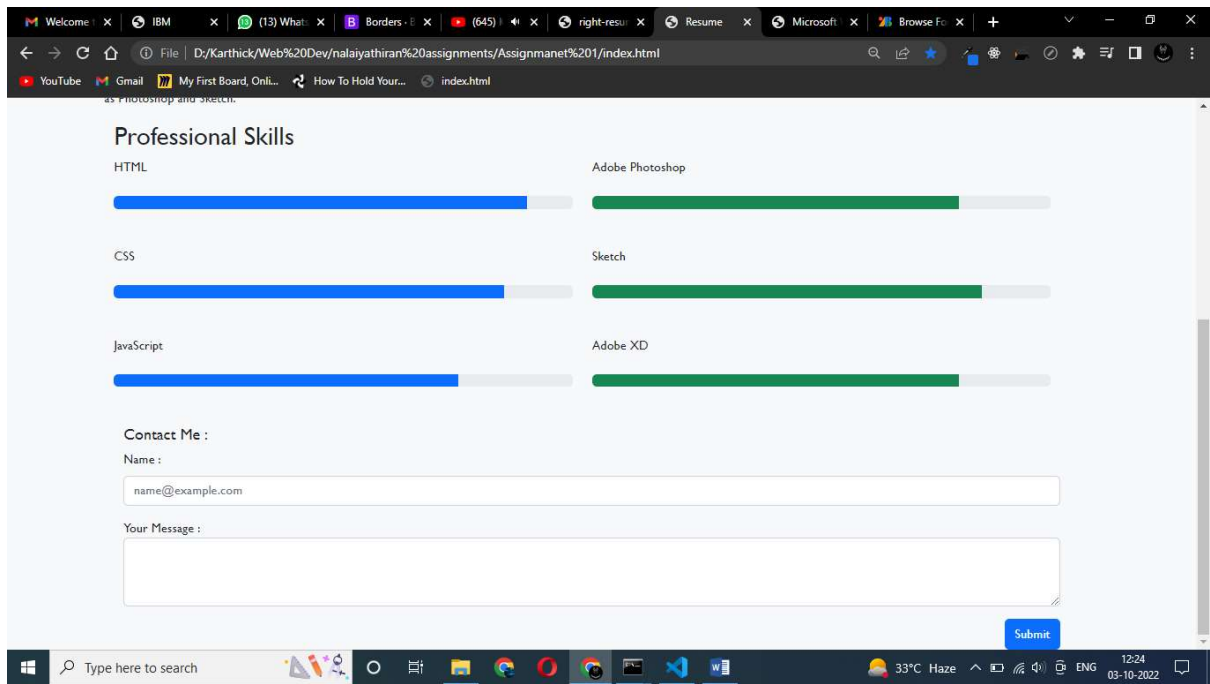 Welcome IBM (13) What: Borders - (645) right-resu Resume Microsoft Browse Fo
File D:/Karthick/Web%20Dev/nalaiyathiran%20assignments/Assignmanet%201/index.html
YouTube Gmail My First Board, Onli... How To Hold Your... index.html
as Photoshop and Sketch.
Professional Skills
HTML Adobe Photoshop
CSS Sketch
JavaScript Adobe XD
Contact Me :
Name :
name@example.com
Your Message :
Submit
Type here to search 33°C Haze ENG 12:24
03-10-2022